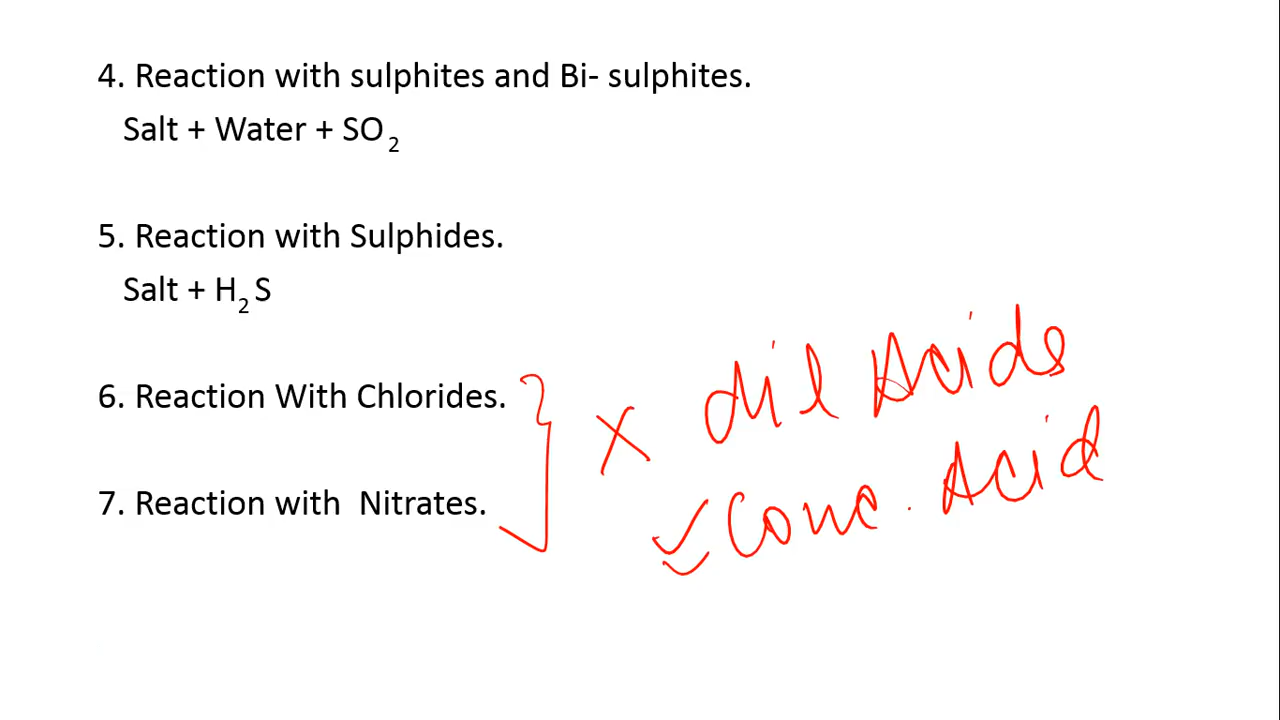 4. Reaction with sulphites and Bi- sulphites.
Salt + Water + SO₂
5. Reaction with Sulphides.
Salt + H₂S
6. Reaction With Chlorides.
7. Reaction with Nitrates.
} × dil Acids
✓ Conc. Acid